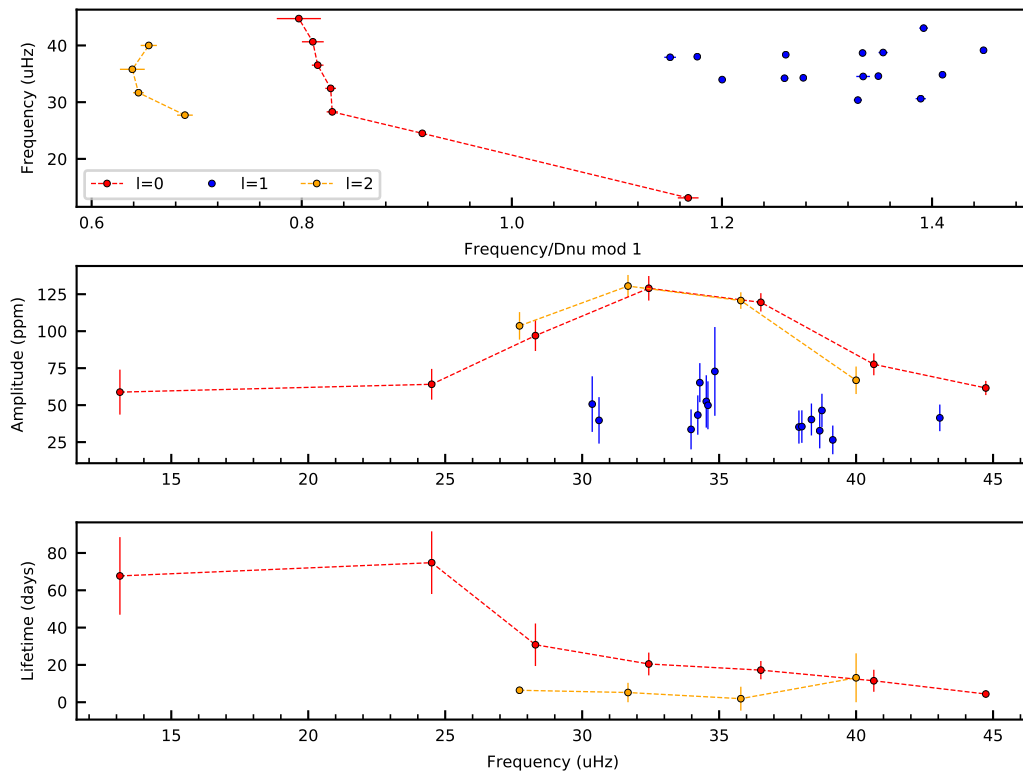 Frequency (uHz)
40
30
20
l=0 l=1 l=2
0.6 0.8 1.0 1.2 1.4
Frequency/Dnu mod 1
Amplitude (ppm)
125
100
75
50
25
15 20 25 30 35 40 45
Lifetime (days)
80
60
40
20
0
15 20 25 30 35 40 45
Frequency (uHz)